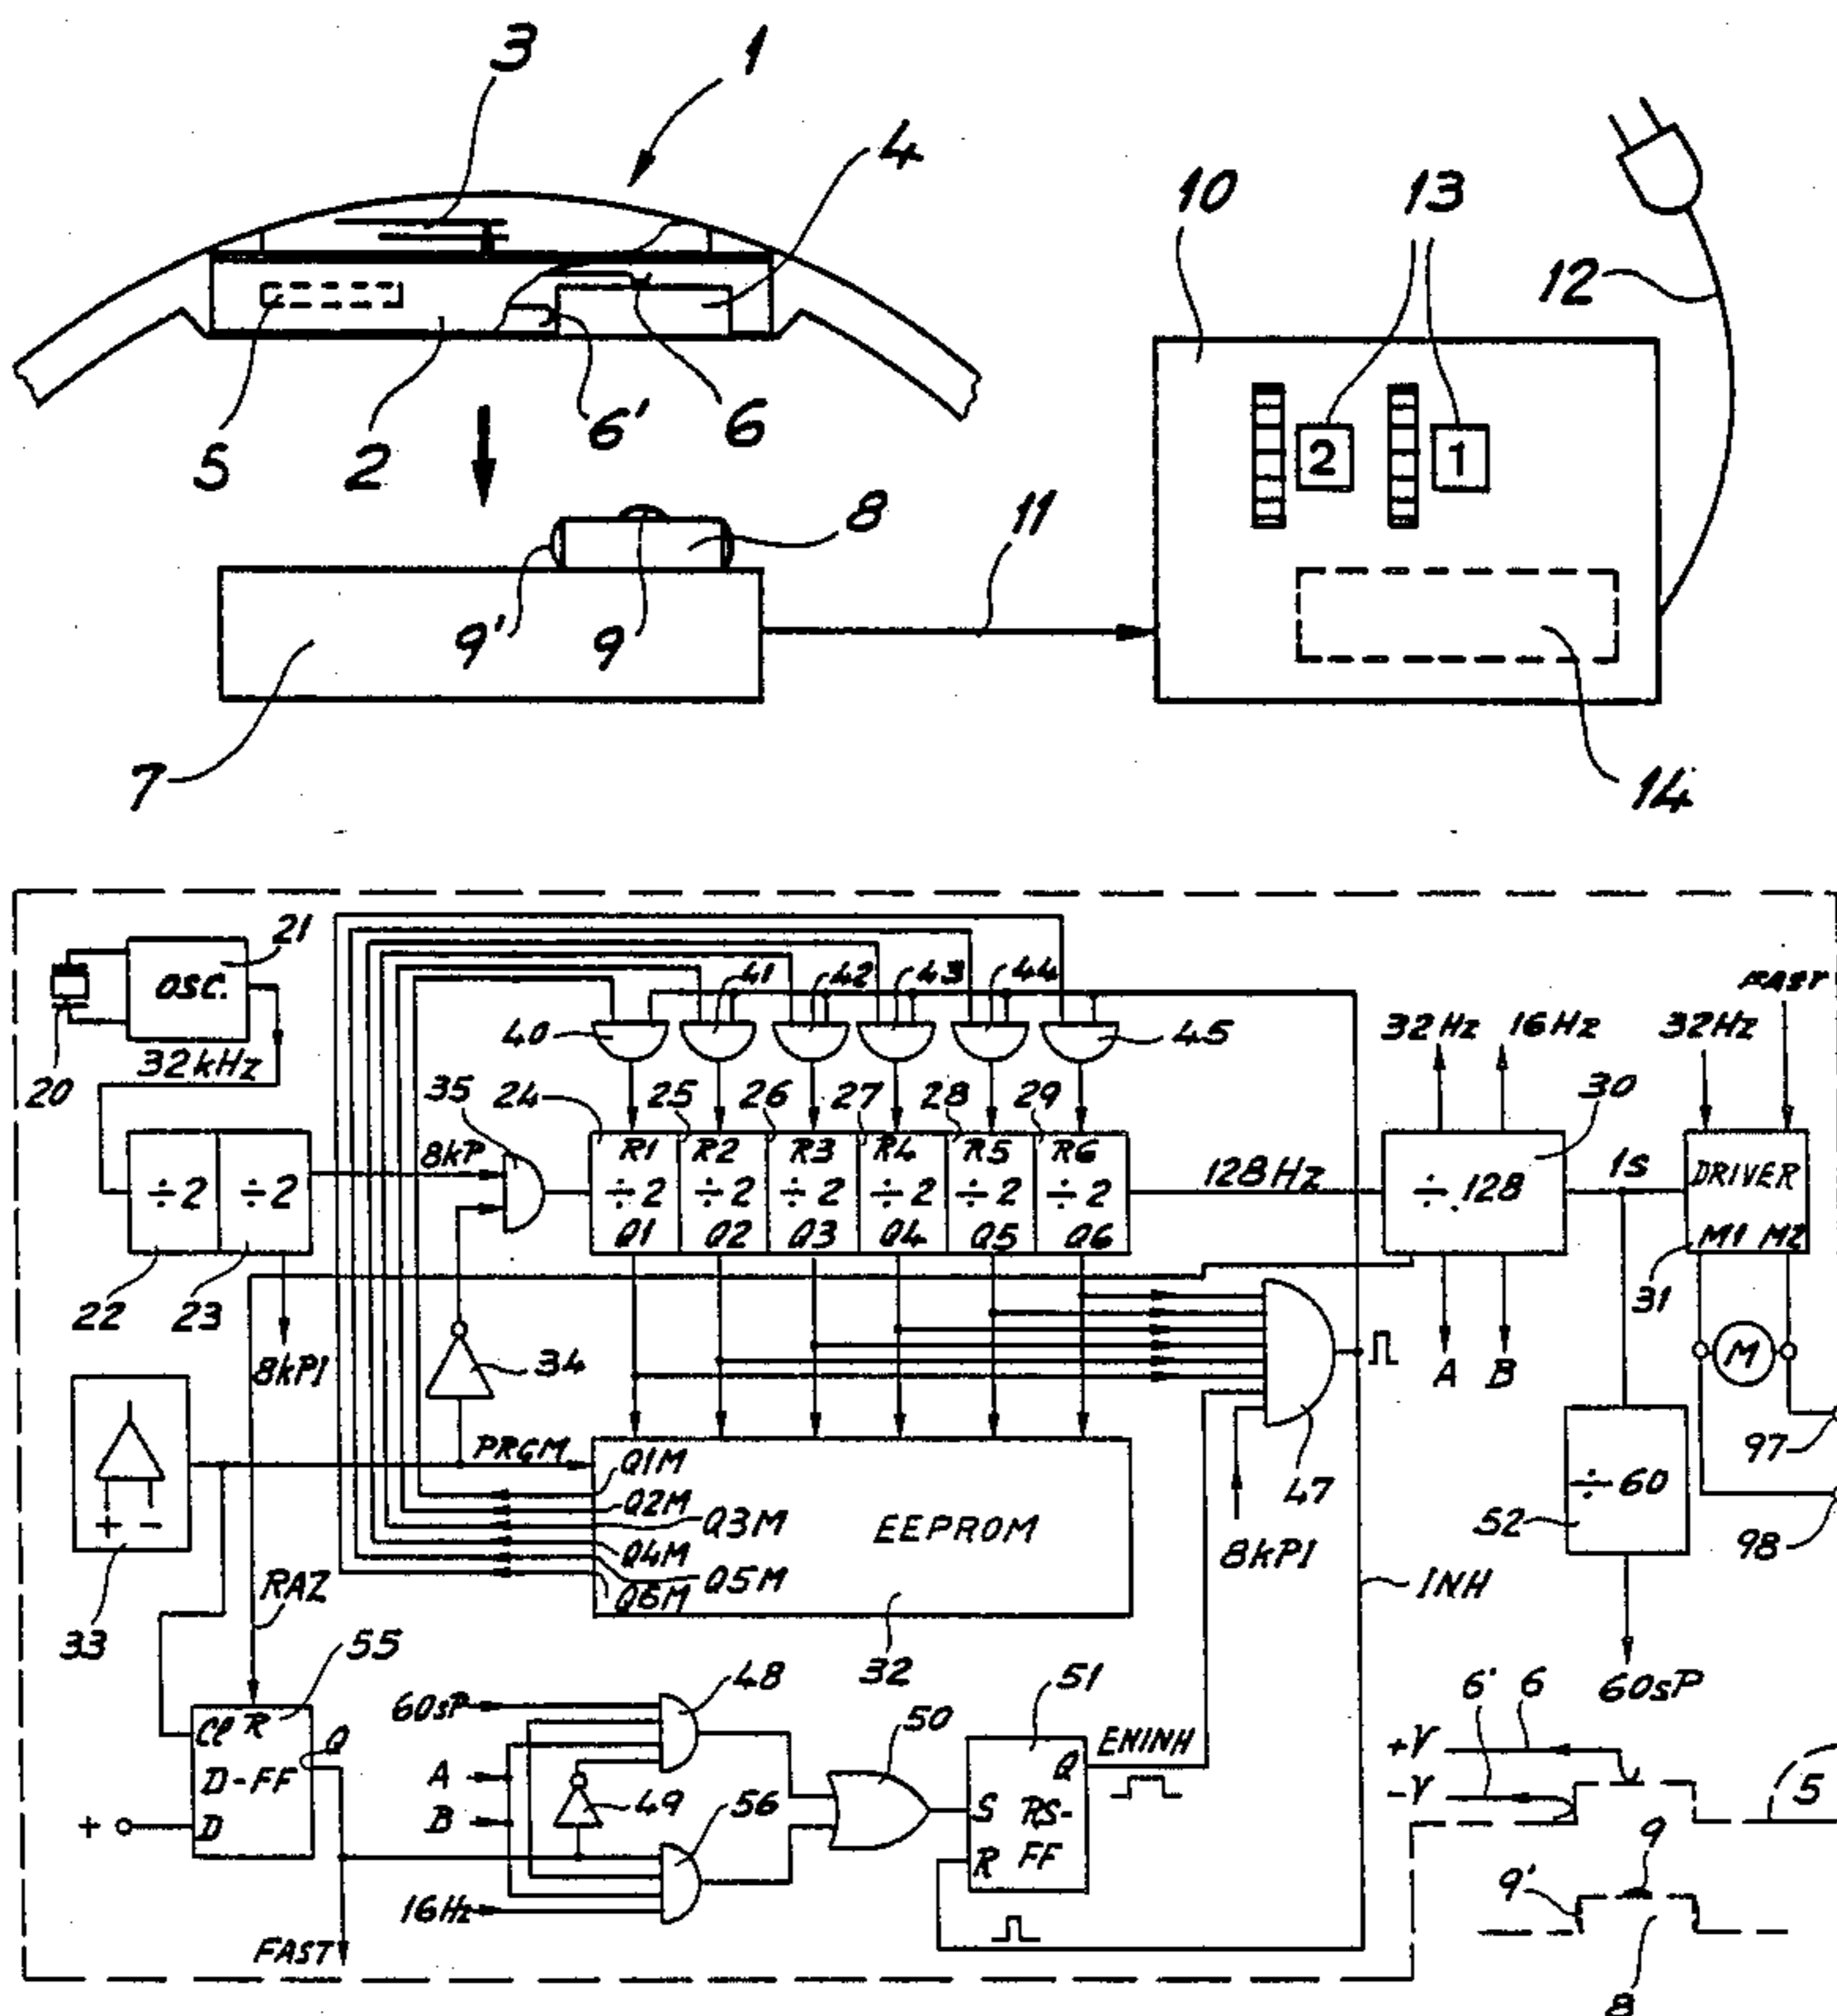 3
1
4
10
13
12
5
2
6'
6
2
1
8
11
9'
9
7
14
21
OSC.
20
32kHz
40
41
42
43
44
45
32Hz
16Hz
32Hz
FAST
35
24
25
26
27
28
29
30
8kP
R1
R2
R3
R4
R5
R6
÷2
÷2
÷2
÷2
÷2
÷2
÷2
÷2
Q1
Q2
Q3
Q4
Q5
Q6
128Hz
÷128
1s
DRIVER
M1 M2
22
23
31
8kP1
34
A
B
M
33
+ -
PRGM
Q1M
Q2M
Q3M
Q4M
Q5M
Q6M
EEPROM
47
8kP1
÷60
52
97
98
INH
RAZ
55
32
48
60sP
60sP
Cl R
Q
D-FF
D
+
A
B
49
56
50
51
S Q
RS-
R FF
ENINH
16Hz
FAST
6'
6
+V
-V
5
9
9'
8